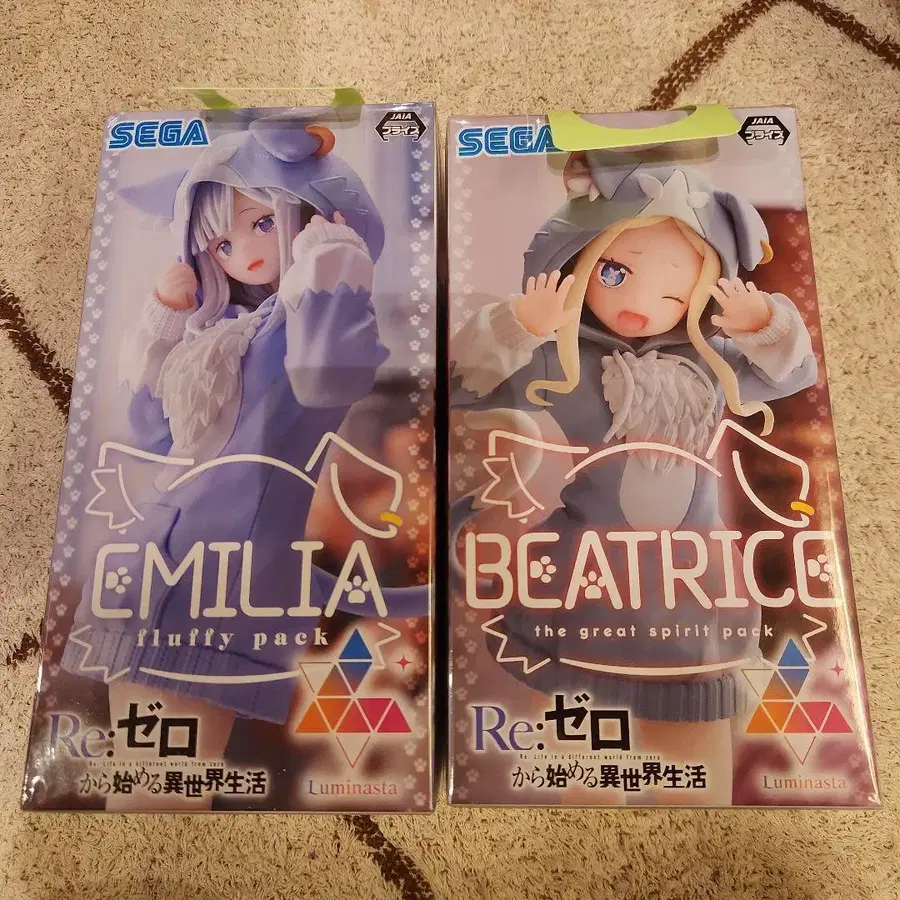 SEGA
JAIA
プライズ
EMILIA
fluffy pack
Re:ゼロ
Re: Life in a different world from zero
から始める異世界生活
Luminasta
SEGA
JAIA
プライズ
BEATRICE
the great spirit pack
Re:ゼロ
Re: Life in a different world from zero
から始める異世界生活
Luminasta